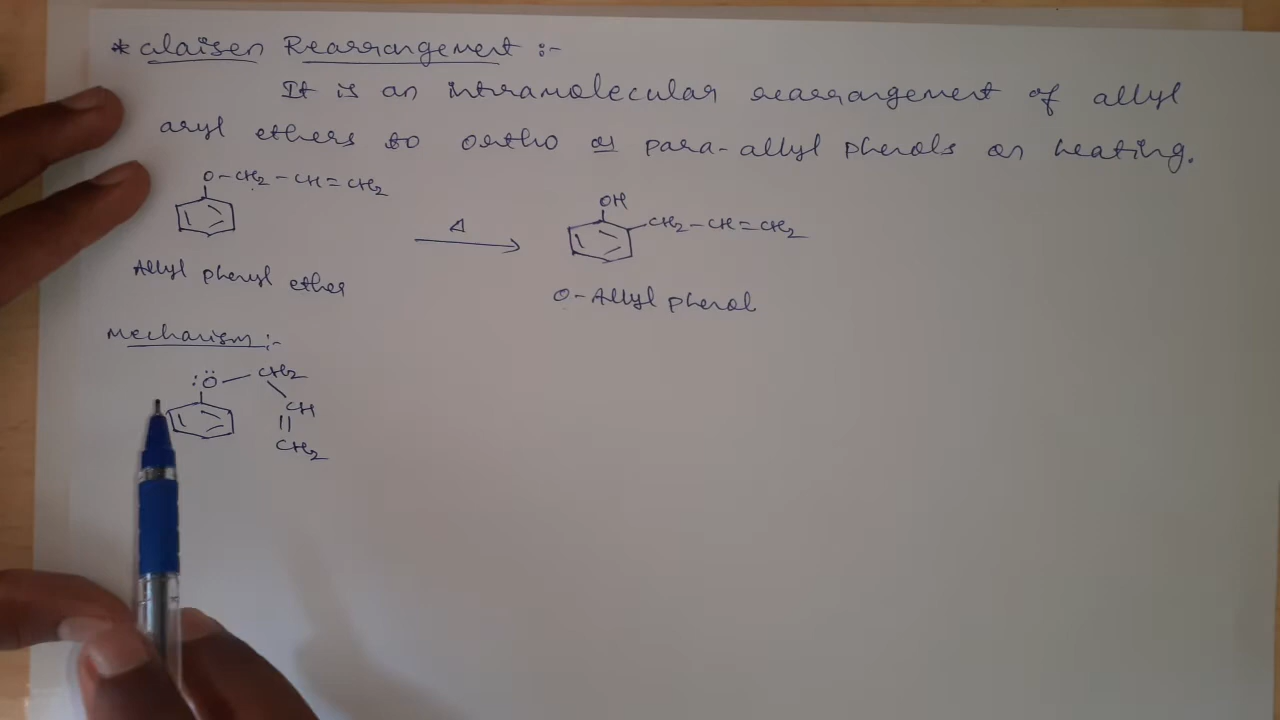 * Claisen Rearrangement :-
It is an intramolecular rearrangement of allyl
aryl ethers to ortho or para-allyl phenols on heating.
O-CH2-CH=CH2
Δ
OH
CH2-CH=CH2
Allyl phenyl ether
O-Allyl phenol
Mechanism :-
:Ö-CH2
CH
||
CH2